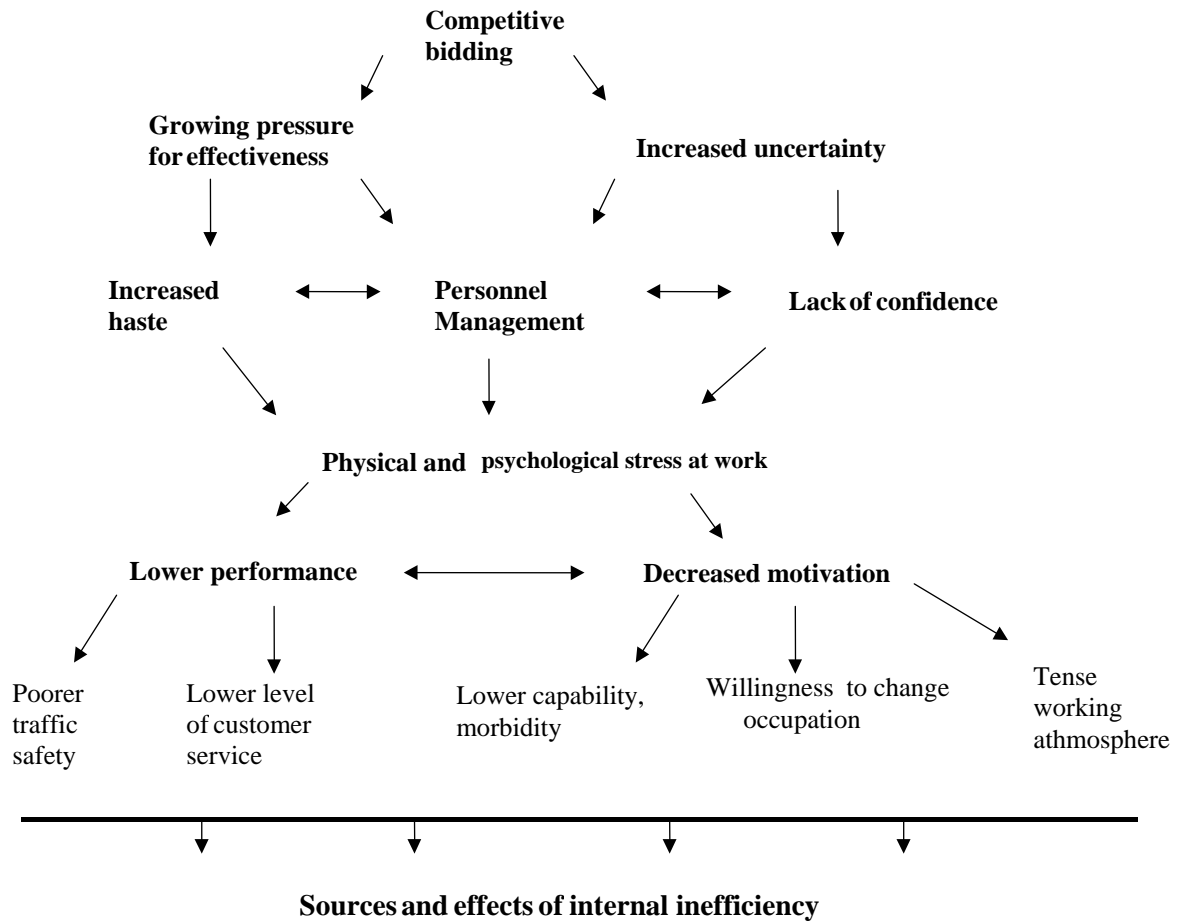 Competitive
bidding
Growing pressure
for effectiveness
Increased uncertainty
Increased
haste
Personnel
Management
Lack of confidence
Physical and psychological stress at work
Lower performance
Decreased motivation
Poorer
traffic
safety
Lower level
of customer
service
Lower capability,
morbidity
Willingness to change
occupation
Tense
working
athmosphere
Sources and effects of internal inefficiency